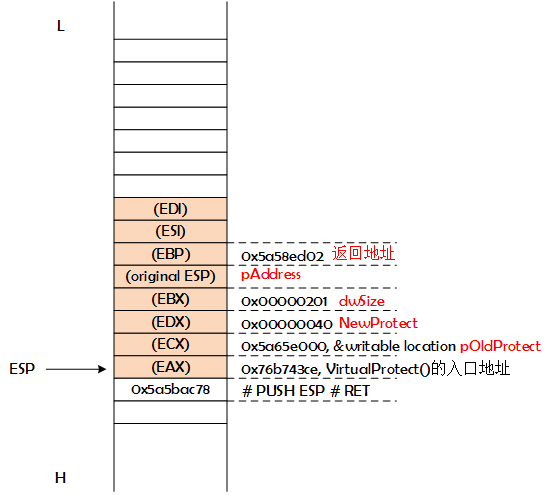 L
(EDI)
(ESI)
(EBP) 0x5a58ed02 返回地址
(original ESP) pAddress
(EBX) 0x00000201 dwSize
(EDX) 0x00000040 NewProtect
(ECX) 0x5a65e000, &writable location pOldProtect
ESP (EAX) 0x76b743ce, VirtualProtect()的入口地址
0x5a5bac78 # PUSH ESP # RET
H